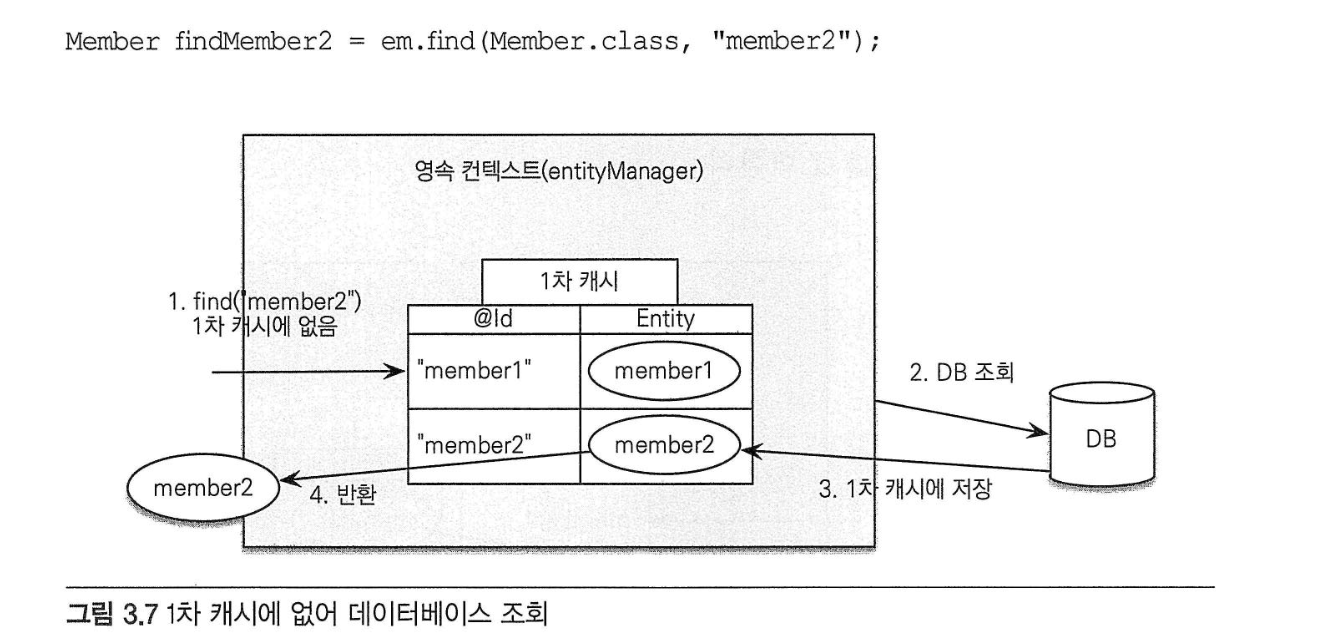 Member findMember2 = em.find(Member.class, "member2");
영속 컨텍스트(entityManager)
1차 캐시
1. find("member2")
1차 캐시에 없음
@Id
Entity
"member1"
member1
2. DB 조회
DB
"member2"
member2
member2
4. 반환
3. 1차 캐시에 저장
그림 3.7 1차 캐시에 없어 데이터베이스 조회